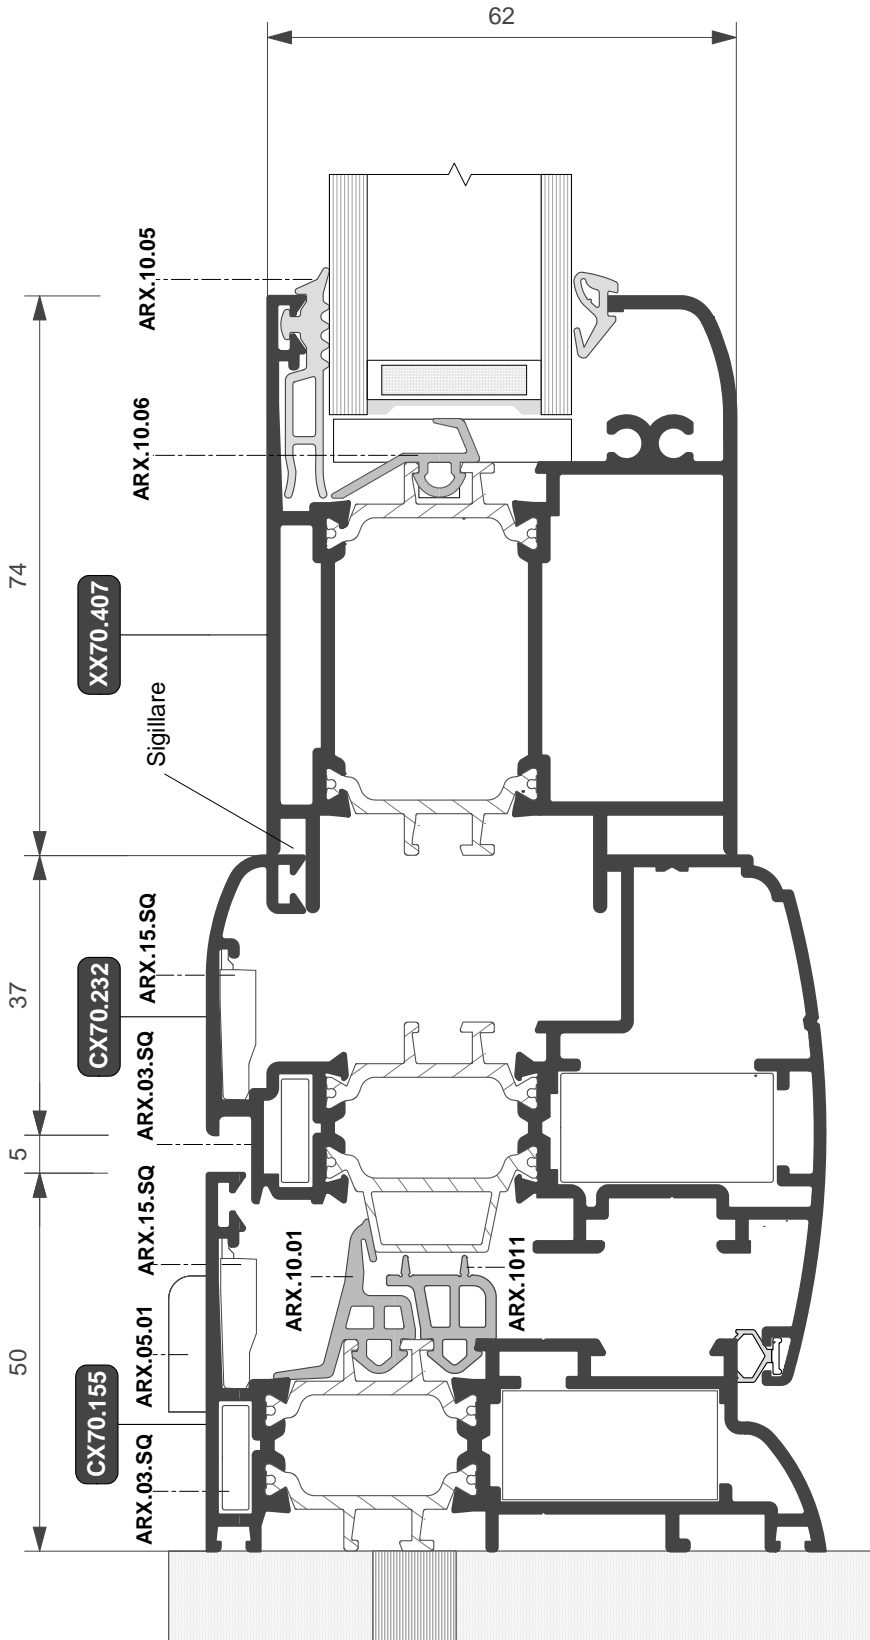 62
ARX.10.05
ARX.10.06
74
XX70.407
Sigillare
ARX.15.SQ
37
CX70.232
ARX.03.SQ
5
ARX.15.SQ
ARX.10.01
ARX.1011
ARX.05.01
50
CX70.155
ARX.03.SQ